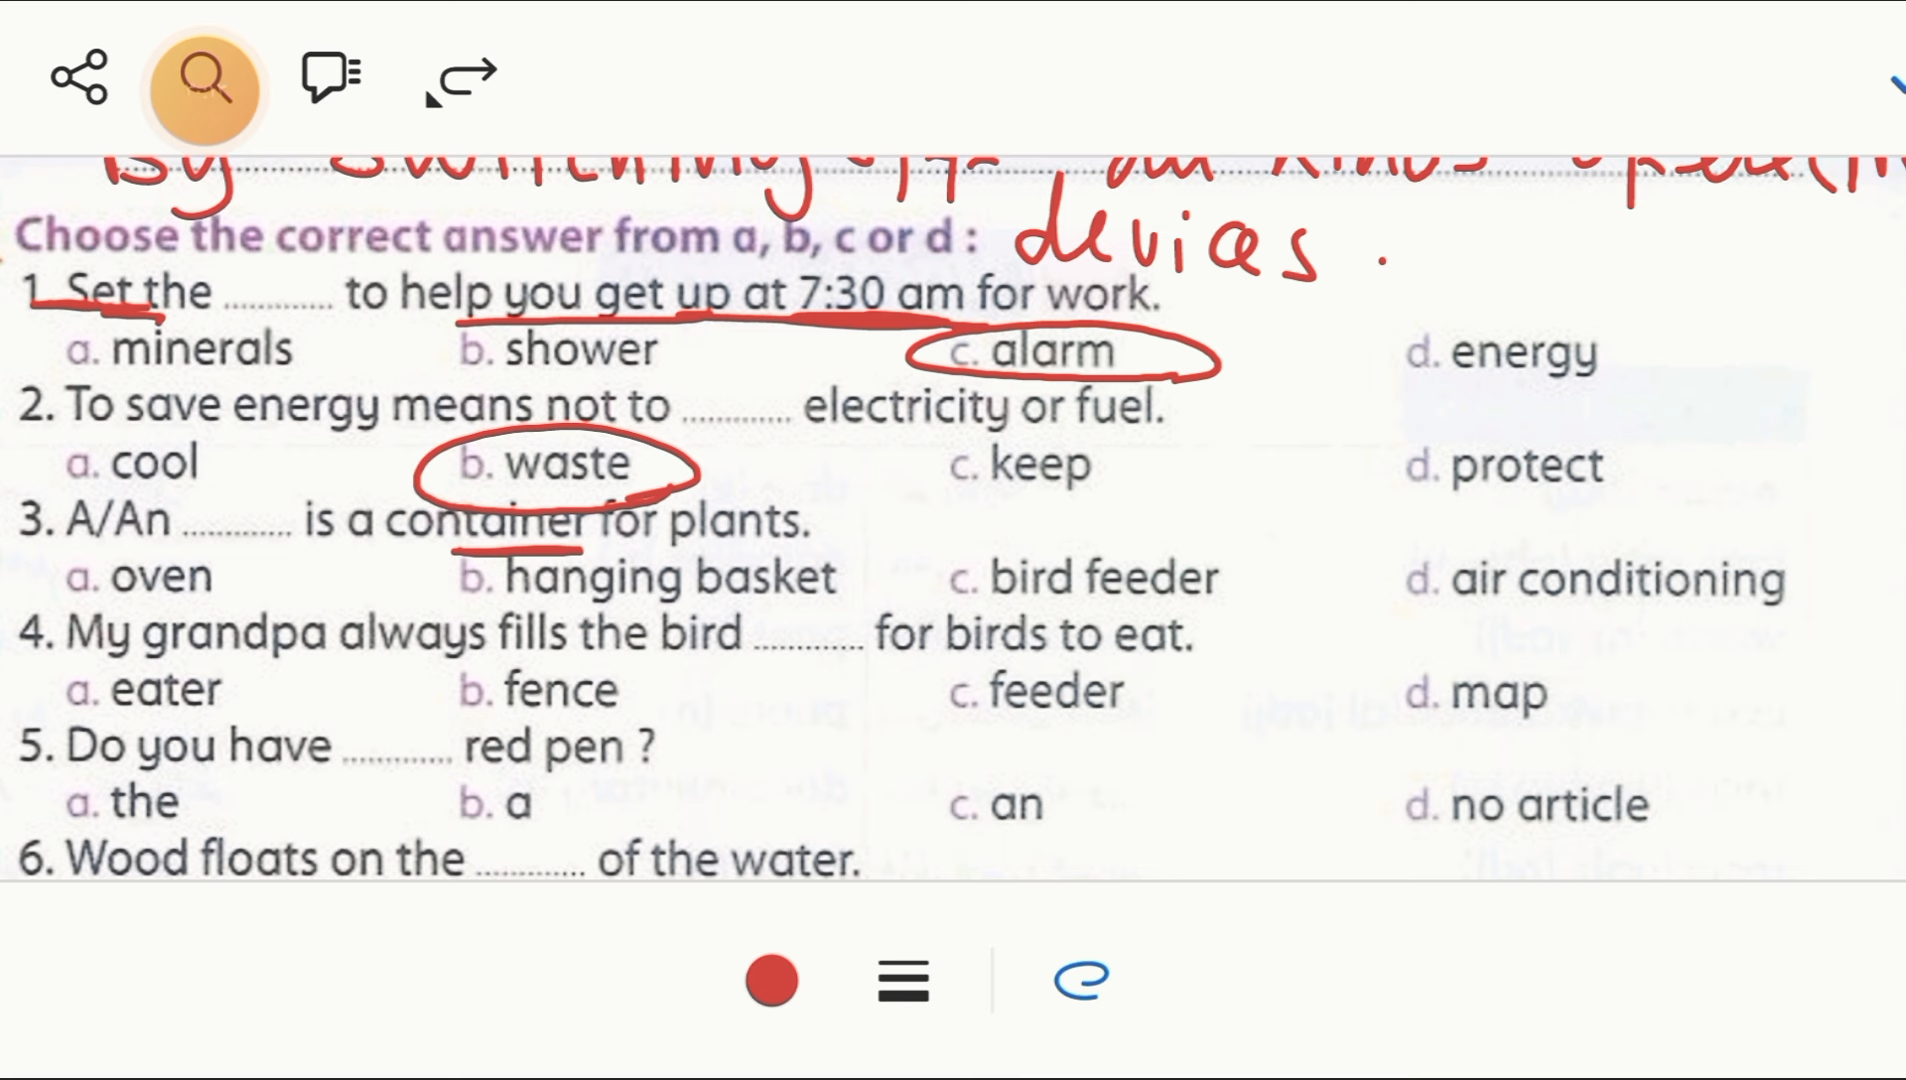 devices.
Choose the correct answer from a, b, c or d :
1. Set the ............ to help you get up at 7:30 am for work.
a. minerals b. shower c. alarm d. energy
2. To save energy means not to ............ electricity or fuel.
a. cool b. waste c. keep d. protect
3. A/An ............ is a container for plants.
a. oven b. hanging basket c. bird feeder d. air conditioning
4. My grandpa always fills the bird ............ for birds to eat.
a. eater b. fence c. feeder d. map
5. Do you have ............ red pen ?
a. the b. a c. an d. no article
6. Wood floats on the ............ of the water.